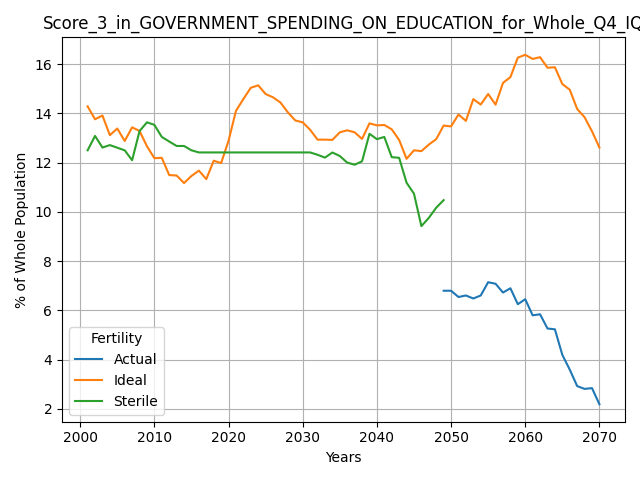 Score_3_in_GOVERNMENT_SPENDING_ON_EDUCATION_for_Whole_Q4_IQ
% of Whole Population
16
14
12
10
8
6
4
2
Fertility
Actual
Ideal
Sterile
2000 2010 2020 2030 2040 2050 2060 2070
Years